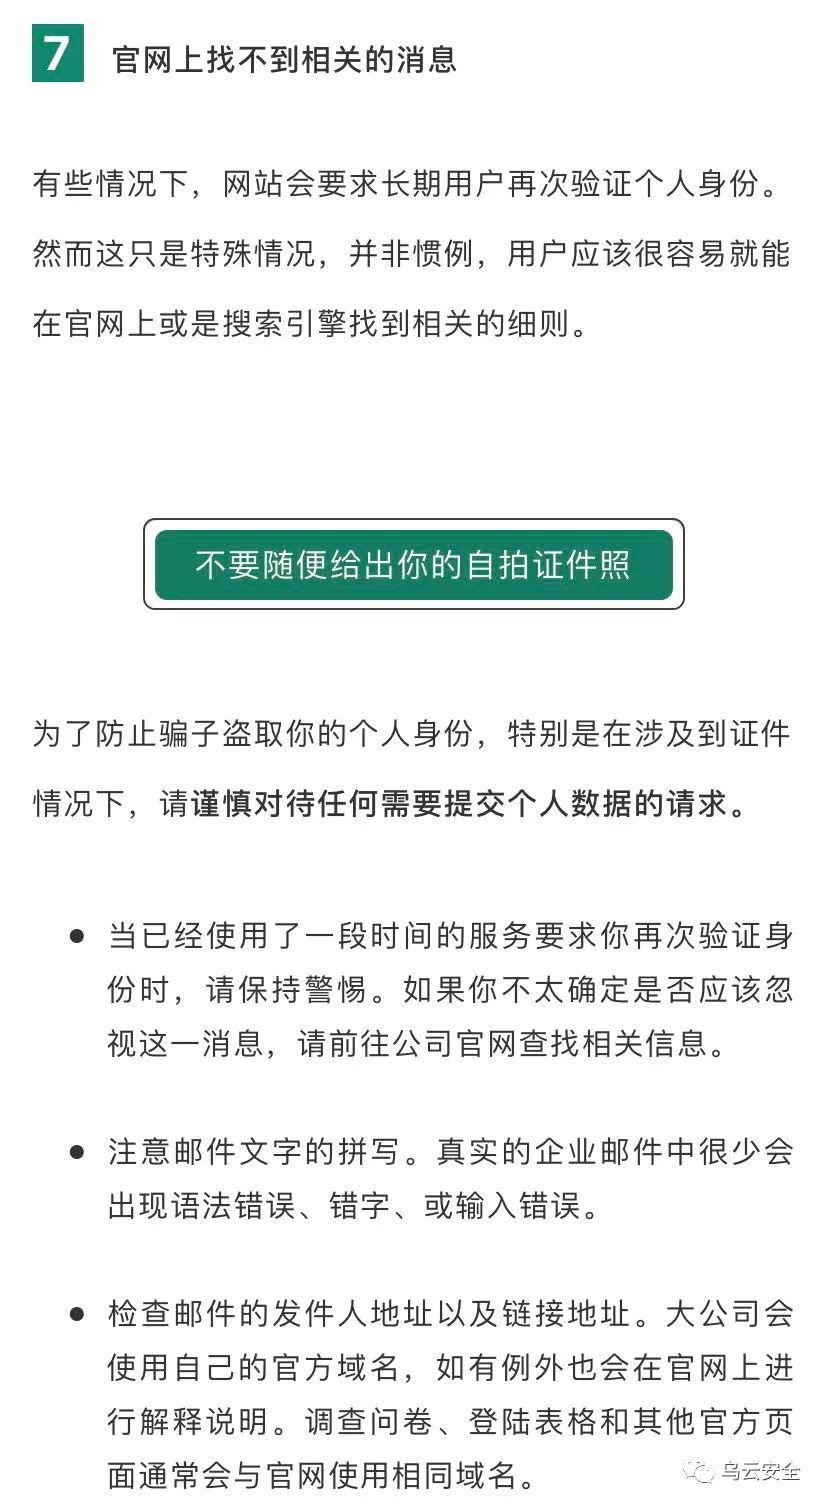 7 官网上找不到相关的消息
有些情况下，网站会要求长期用户再次验证个人身份。
然而这只是特殊情况，并非惯例，用户应该很容易就能
在官网上或是搜索引擎找到相关的细则。
不要随便给出你的自拍证件照
为了防止骗子盗取你的个人身份，特别是在涉及到证件
情况下，请谨慎对待任何需要提交个人数据的请求。
● 当已经使用了一段时间的服务要求你再次验证身
份时，请保持警惕。如果你不太确定是否应该忽
视这一消息，请前往公司官网查找相关信息。
● 注意邮件文字的拼写。真实的企业邮件中很少会
出现语法错误、错字、或输入错误。
● 检查邮件的发件人地址以及链接地址。大公司会
使用自己的官方域名，如有例外也会在官网上进
行解释说明。调查问卷、登陆表格和其他官方页
面通常会与官网使用相同域名。
乌云安全